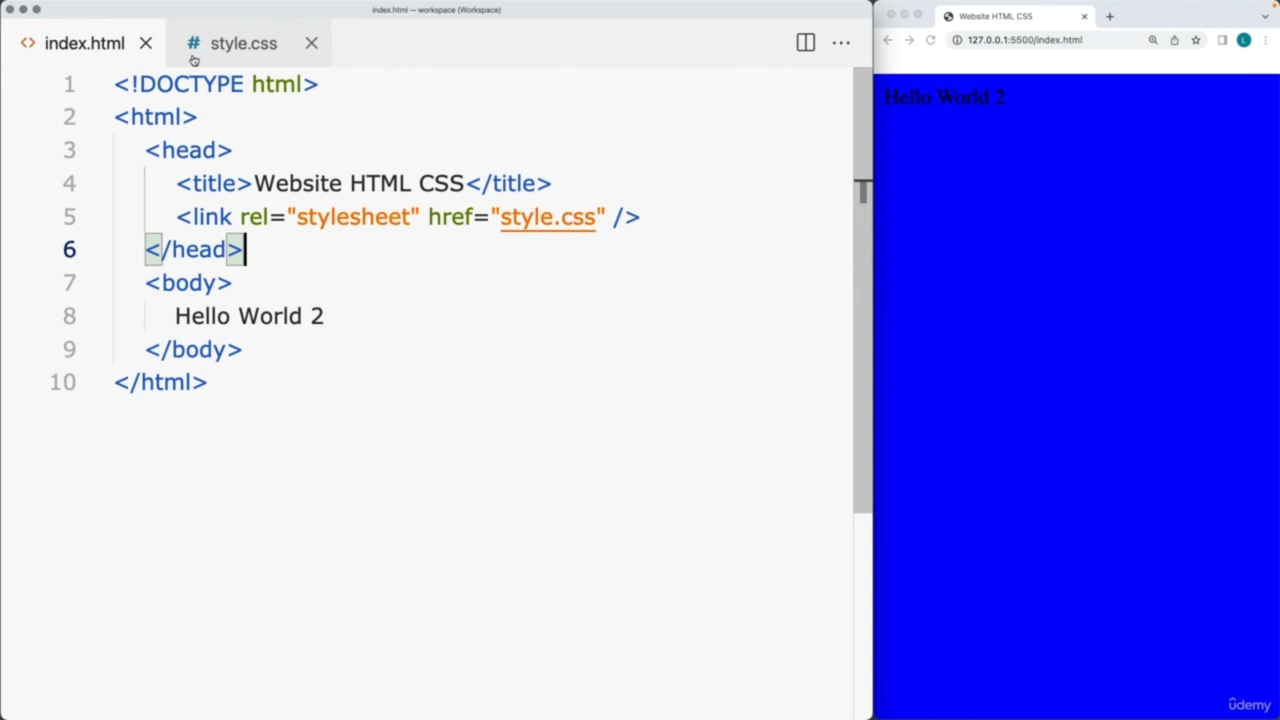 index.html — workspace (Workspace)
index.html
# style.css
1 <!DOCTYPE html>
2 <html>
3 <head>
4 <title>Website HTML CSS</title>
5 <link rel="stylesheet" href="style.css" />
6 </head>
7 <body>
8 Hello World 2
9 </body>
10 </html>
Website HTML CSS
127.0.0.1:5500/index.html
L
Hello World 2
ûdemy